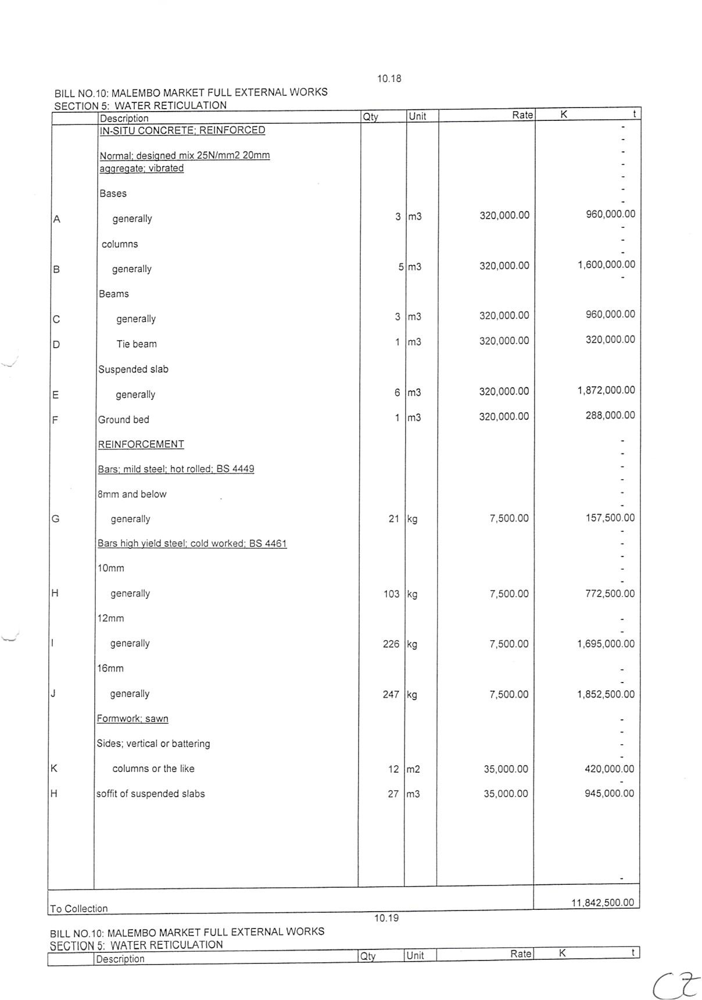 10.18
BILL NO.10: MALEMBO MARKET FULL EXTERNAL WORKS
SECTION 5: WATER RETICULATION
Description Qty Unit Rate K t
IN-SITU CONCRETE; REINFORCED -
-
Normal; designed mix 25N/mm2 20mm -
aggregate; vibrated -
-
Bases -
-
A generally 3 m3 320,000.00 960,000.00
-
columns -
-
B generally 5 m3 320,000.00 1,600,000.00
-
Beams
C generally 3 m3 320,000.00 960,000.00
D Tie beam 1 m3 320,000.00 320,000.00
Suspended slab
E generally 6 m3 320,000.00 1,872,000.00
F Ground bed 1 m3 320,000.00 288,000.00
REINFORCEMENT -
-
Bars; mild steel; hot rolled; BS 4449 -
-
8mm and below -
-
G generally 21 kg 7,500.00 157,500.00
-
Bars high yield steel; cold worked; BS 4461 -
-
10mm -
-
H generally 103 kg 7,500.00 772,500.00
12mm -
-
I generally 226 kg 7,500.00 1,695,000.00
16mm -
-
J generally 247 kg 7,500.00 1,852,500.00
Formwork; sawn -
-
Sides; vertical or battering -
-
K columns or the like 12 m2 35,000.00 420,000.00
-
H soffit of suspended slabs 27 m3 35,000.00 945,000.00
-
To Collection 11,842,500.00
10.19
BILL NO.10: MALEMBO MARKET FULL EXTERNAL WORKS
SECTION 5: WATER RETICULATION
Description Qty Unit Rate K t